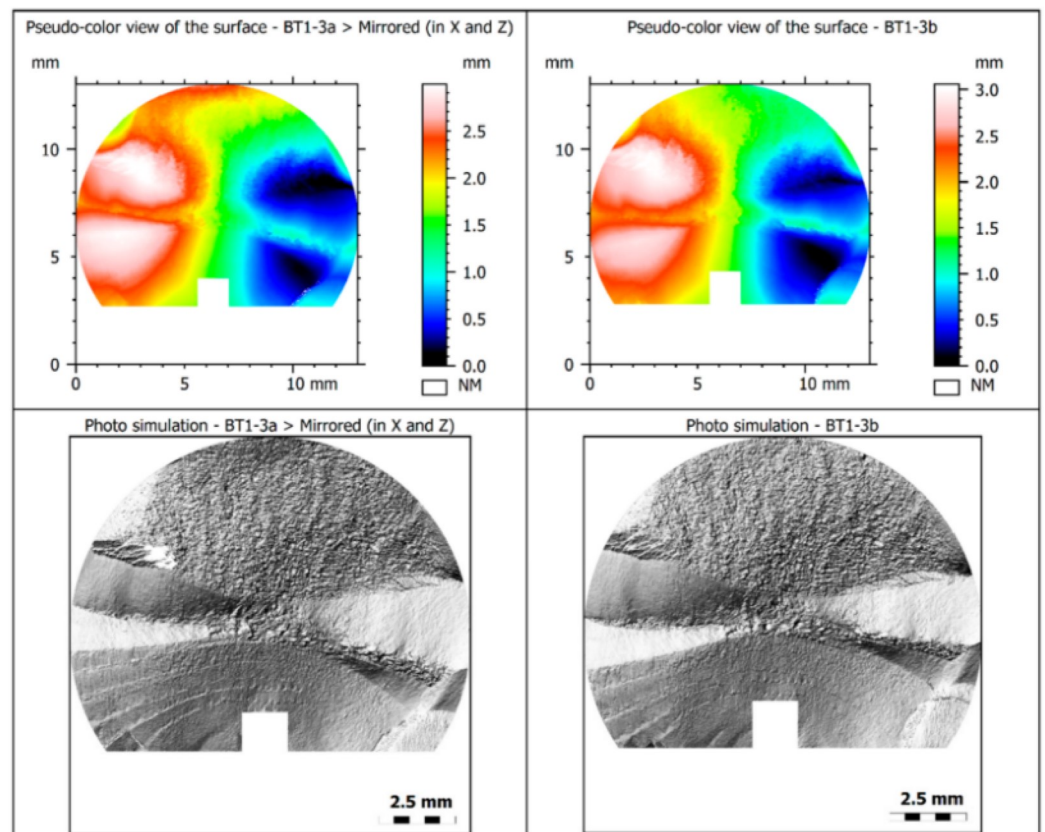 Pseudo-color view of the surface - BT1-3a > Mirrored (in X and Z)
mm
mm
10
5
0
0
5
10 mm
2.5
2.0
1.5
1.0
0.5
0.0
NM
Pseudo-color view of the surface - BT1-3b
mm
mm
10
5
0
0
5
10 mm
3.0
2.5
2.0
1.5
1.0
0.5
0.0
NM
Photo simulation - BT1-3a > Mirrored (in X and Z)
2.5 mm
Photo simulation - BT1-3b
2.5 mm